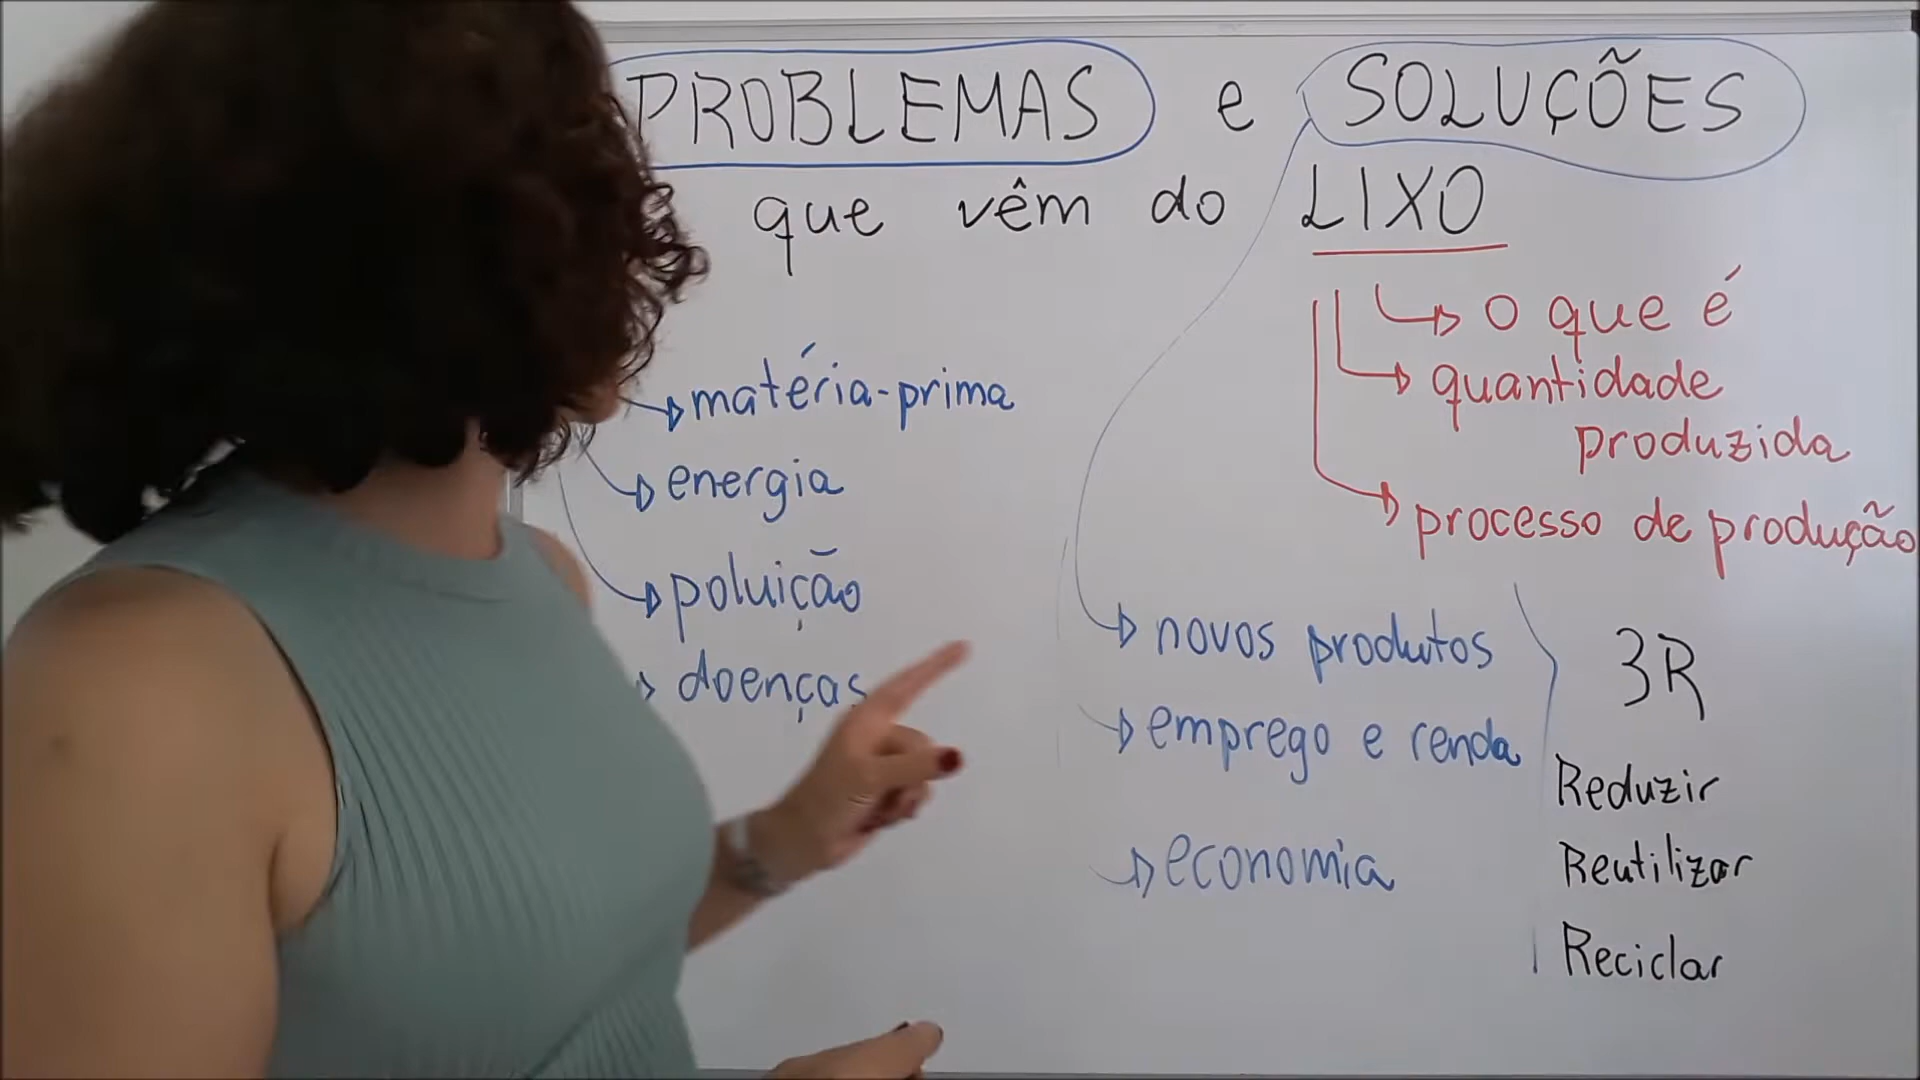 PROBLEMAS e SOLUÇÕES
que vêm do LIXO
o que é
quantidade
produzida
processo de produção
matéria-prima
energia
poluição
doenças
novos produtos
emprego e renda
economia
3R
Reduzir
Reutilizar
Reciclar